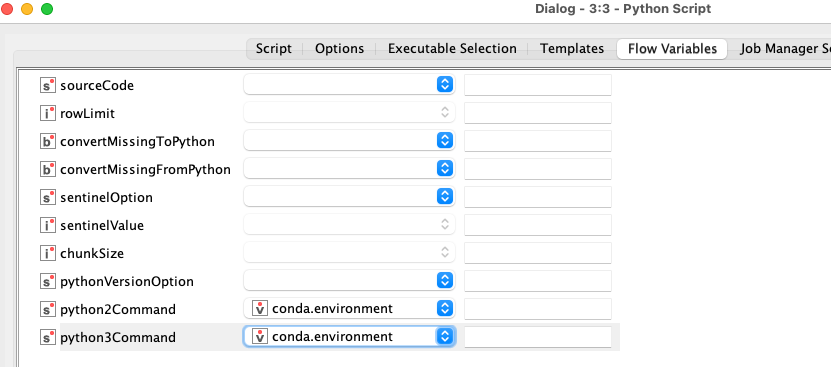 Dialog - 3:3 - Python Script
Script Options Executable Selection Templates Flow Variables Job Manager Se
s sourceCode
i rowLimit
b convertMissingToPython
b convertMissingFromPython
s sentinelOption
i sentinelValue
i chunkSize
s pythonVersionOption
s python2Command v conda.environment
s python3Command v conda.environment